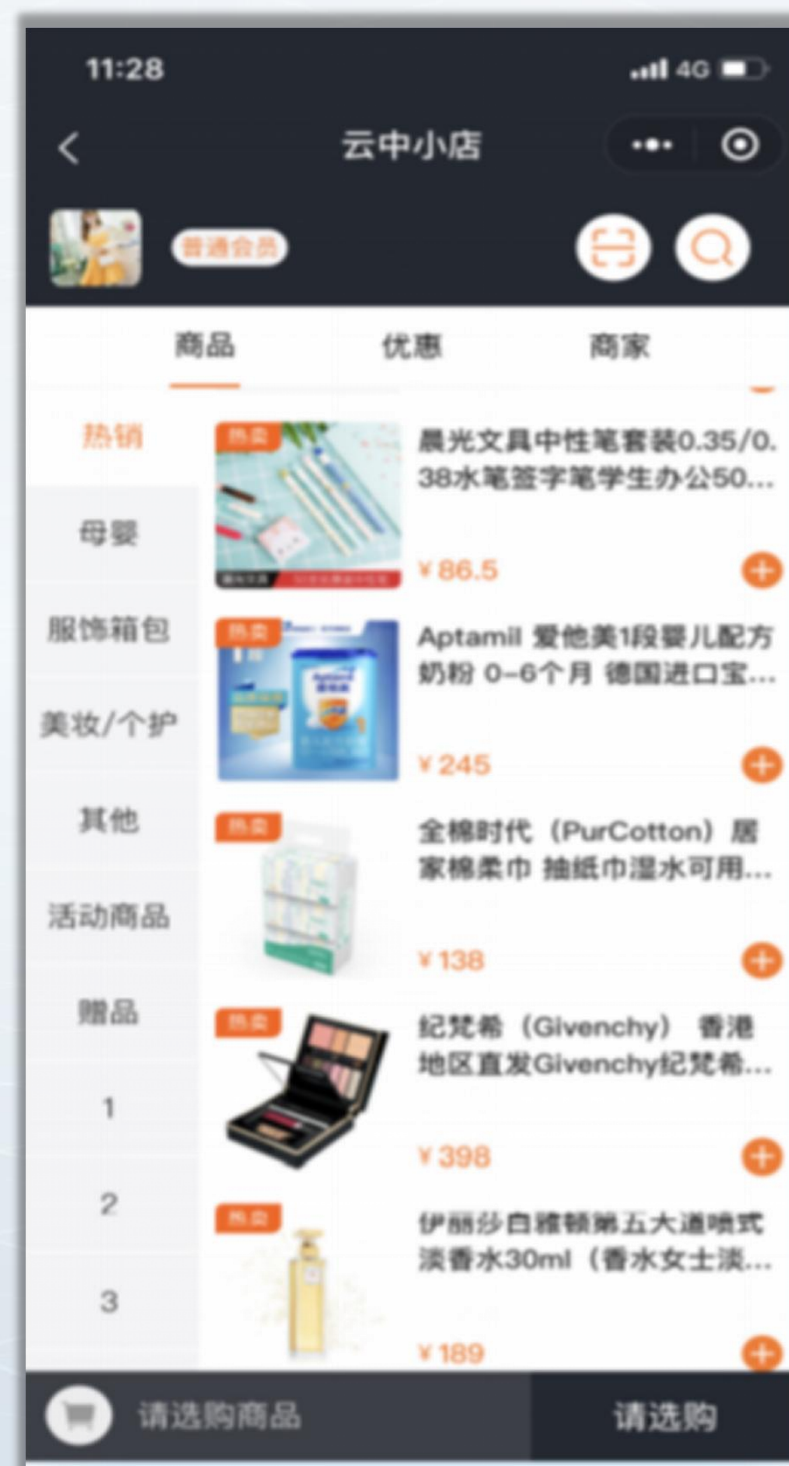 11:28
4G
云中小店
普通会员
商品
优惠
商家
热销
母婴
服饰箱包
美妆/个护
其他
活动商品
赠品
1
2
3
热卖
晨光文具中性笔套装0.35/0.
38水笔签字笔学生办公50...
¥86.5
热卖
Aptamil 爱他美1段婴儿配方
奶粉 0-6个月 德国进口宝...
¥245
热卖
全棉时代（PurCotton）居
家棉柔巾 抽纸巾湿水可用...
¥138
热卖
纪梵希（Givenchy） 香港
地区直发Givenchy纪梵希...
¥398
热卖
伊丽莎白雅顿第五大道喷式
淡香水30ml（香水女士淡...
¥189
请选购商品
请选购